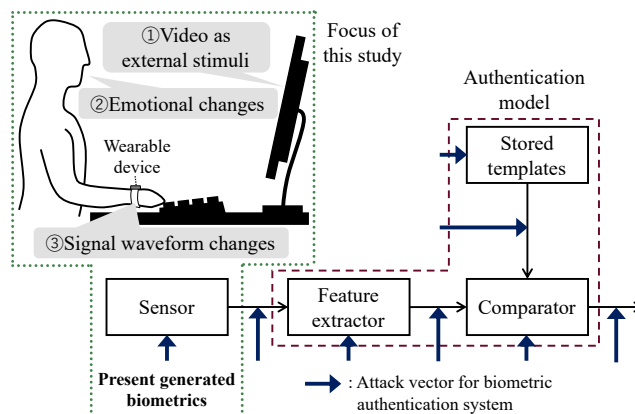 ①Video as
external stimuli
Focus of
this study
②Emotional changes
Wearable
device
③Signal waveform changes
Authentication
model
Stored
templates
Sensor
Feature
extractor
Comparator
Present generated
biometrics
: Attack vector for biometric
authentication system